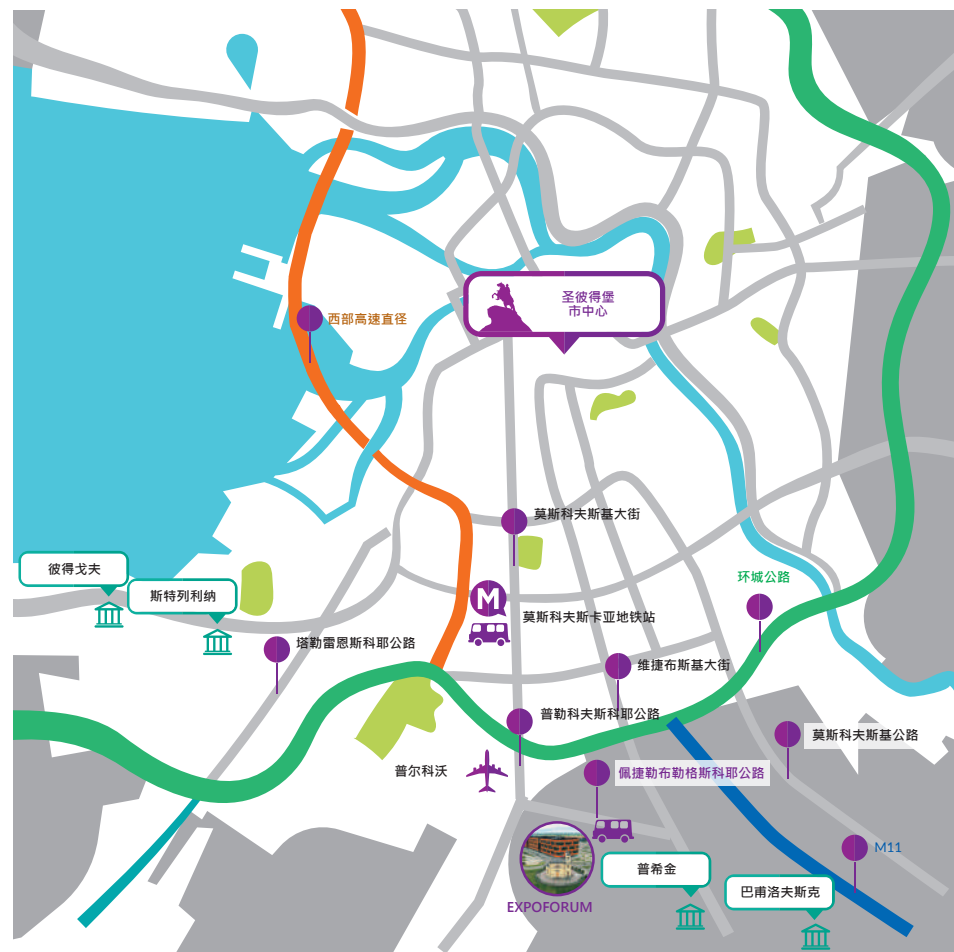 圣彼得堡
市中心
西部高速直径
莫斯科夫斯基大街
彼得戈夫
斯特列利纳
环城公路
M
莫斯科夫斯卡亚地铁站
塔勒雷恩斯科耶公路
维捷布斯基大街
普勒科夫斯科耶公路
莫斯科夫斯基公路
普尔科沃
佩捷勒布勒格斯科耶公路
M11
普希金
巴甫洛夫斯克
EXPOFORUM